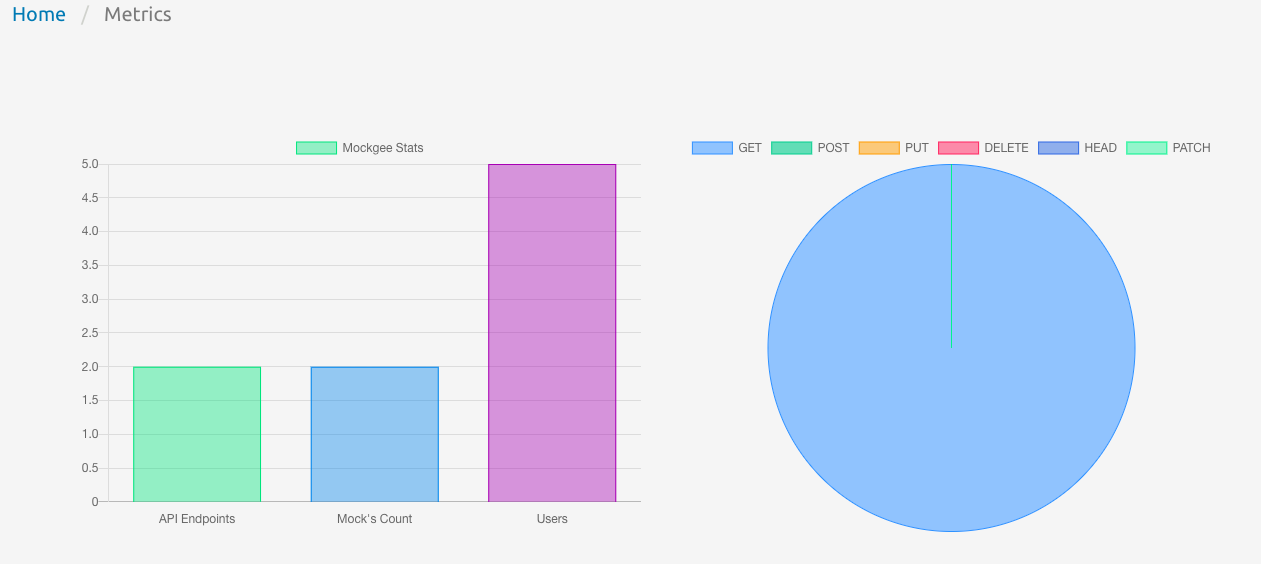 Home / Metrics
Mockgee Stats
5.0
4.5
4.0
3.5
3.0
2.5
2.0
1.5
1.0
0.5
0
API Endpoints Mock's Count Users
GET POST PUT DELETE HEAD PATCH